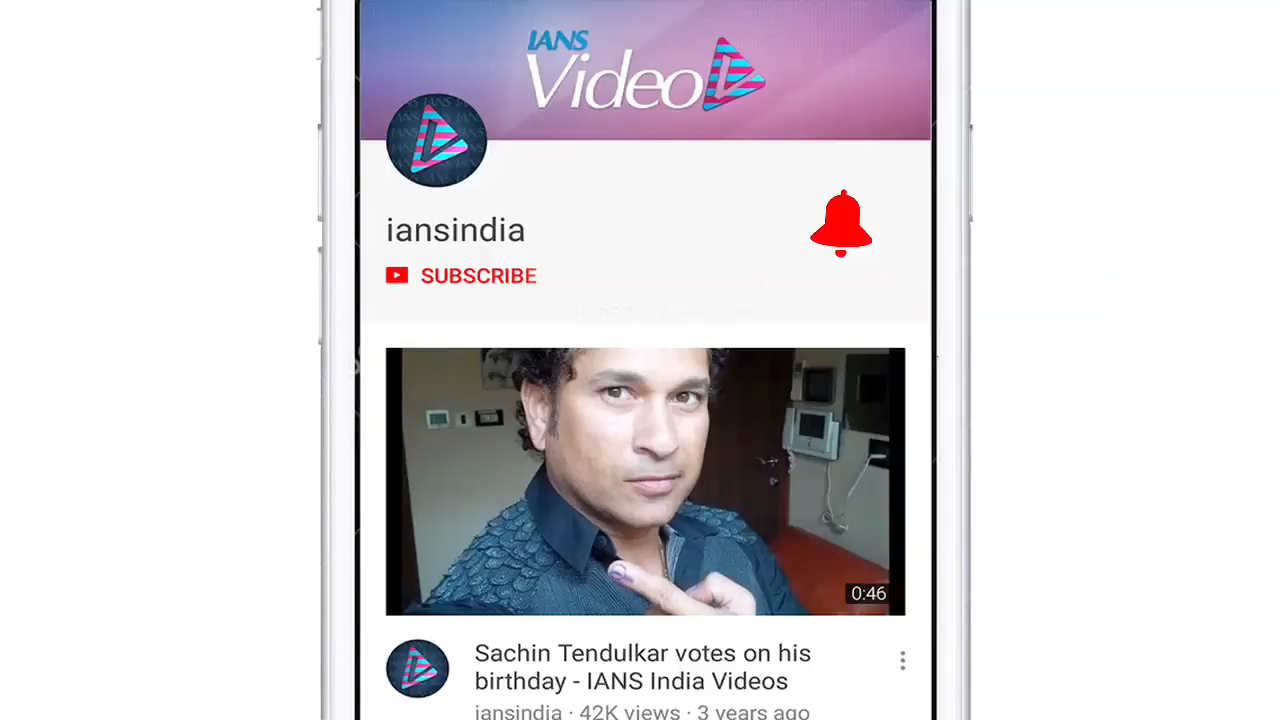 IANS
Video
iansindia
SUBSCRIBE
0:46
Sachin Tendulkar votes on his
birthday - IANS India Videos
iansindia · 42K views · 3 years ago